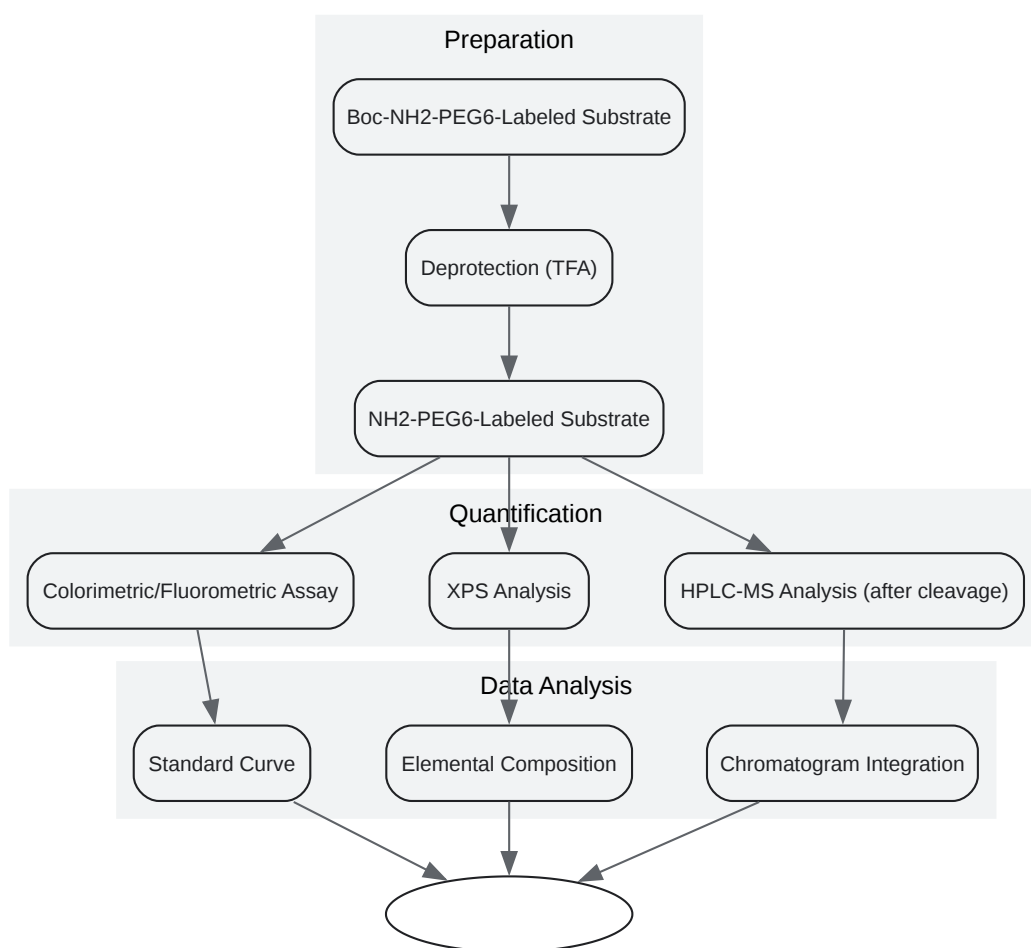 Preparation
Boc-NH2-PEG6-Labeled Substrate
Deprotection (TFA)
NH2-PEG6-Labeled Substrate
Quantification
Colorimetric/Fluorometric Assay
XPS Analysis
HPLC-MS Analysis (after cleavage)
Data Analysis
Standard Curve
Elemental Composition
Chromatogram Integration